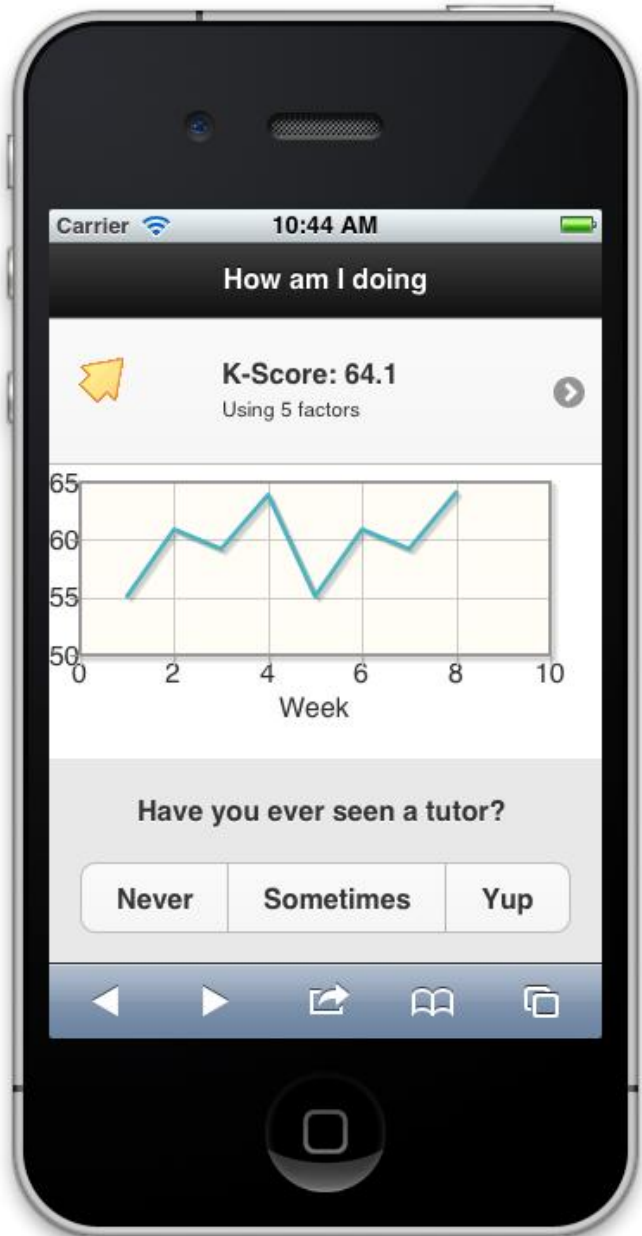 Carrier 10:44 AM
How am I doing
K-Score: 64.1
Using 5 factors
65
60
55
50
0 2 4 6 8 10
Week
Have you ever seen a tutor?
Never Sometimes Yup